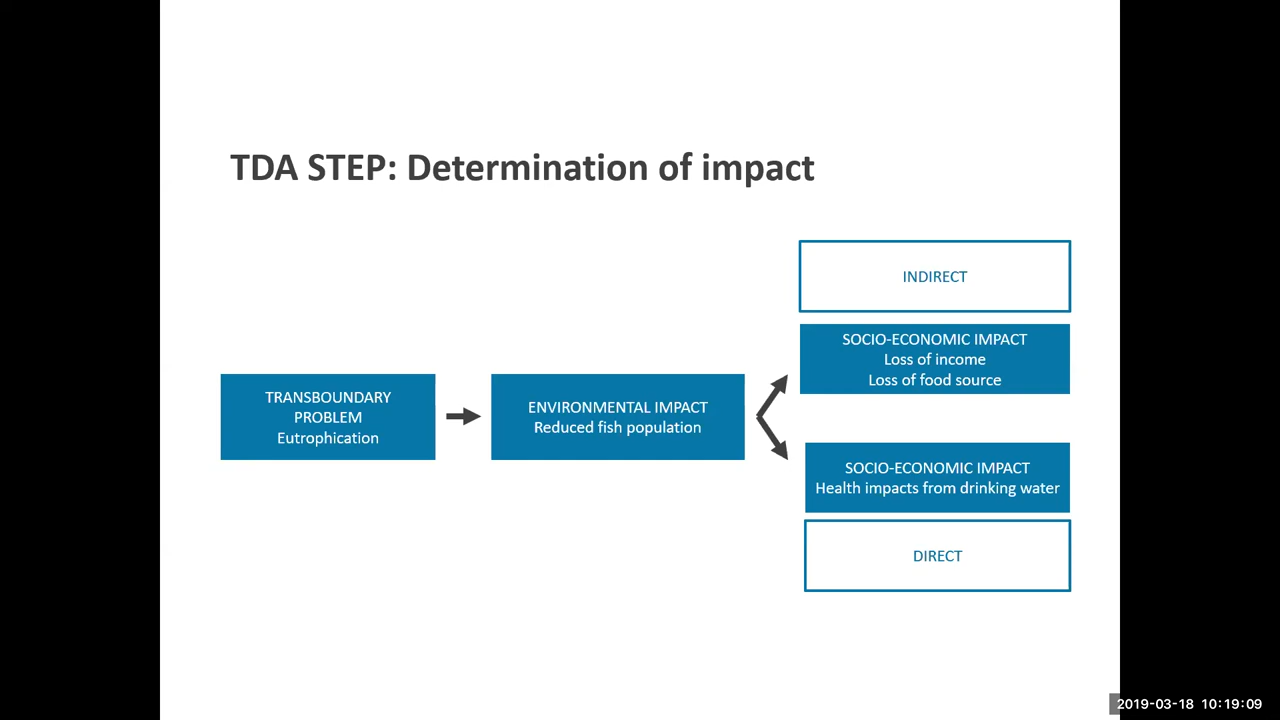 TDA STEP: Determination of impact
INDIRECT
SOCIO-ECONOMIC IMPACT
Loss of income
Loss of food source
TRANSBOUNDARY
PROBLEM
Eutrophication
ENVIRONMENTAL IMPACT
Reduced fish population
SOCIO-ECONOMIC IMPACT
Health impacts from drinking water
DIRECT
2019-03-18 10:19:09